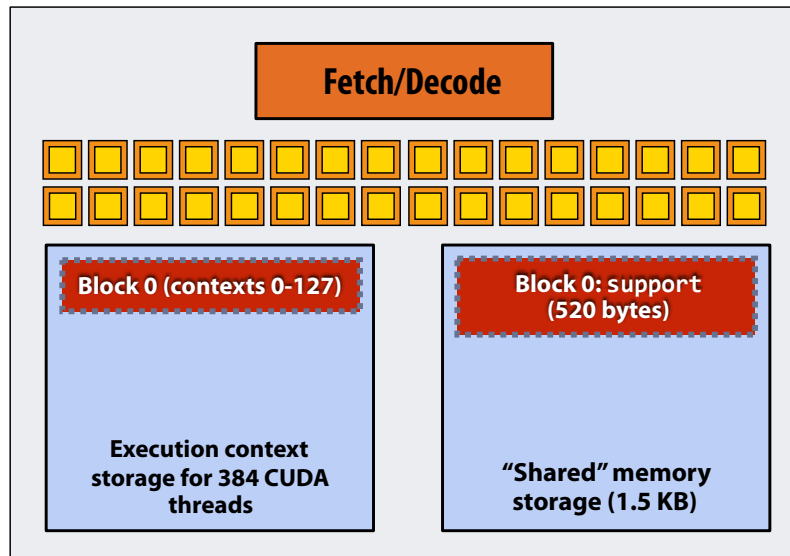 Fetch/Decode
Block 0 (contexts 0-127)
Execution context
storage for 384 CUDA
threads
Block 0: support
(520 bytes)
“Shared” memory
storage (1.5 KB)